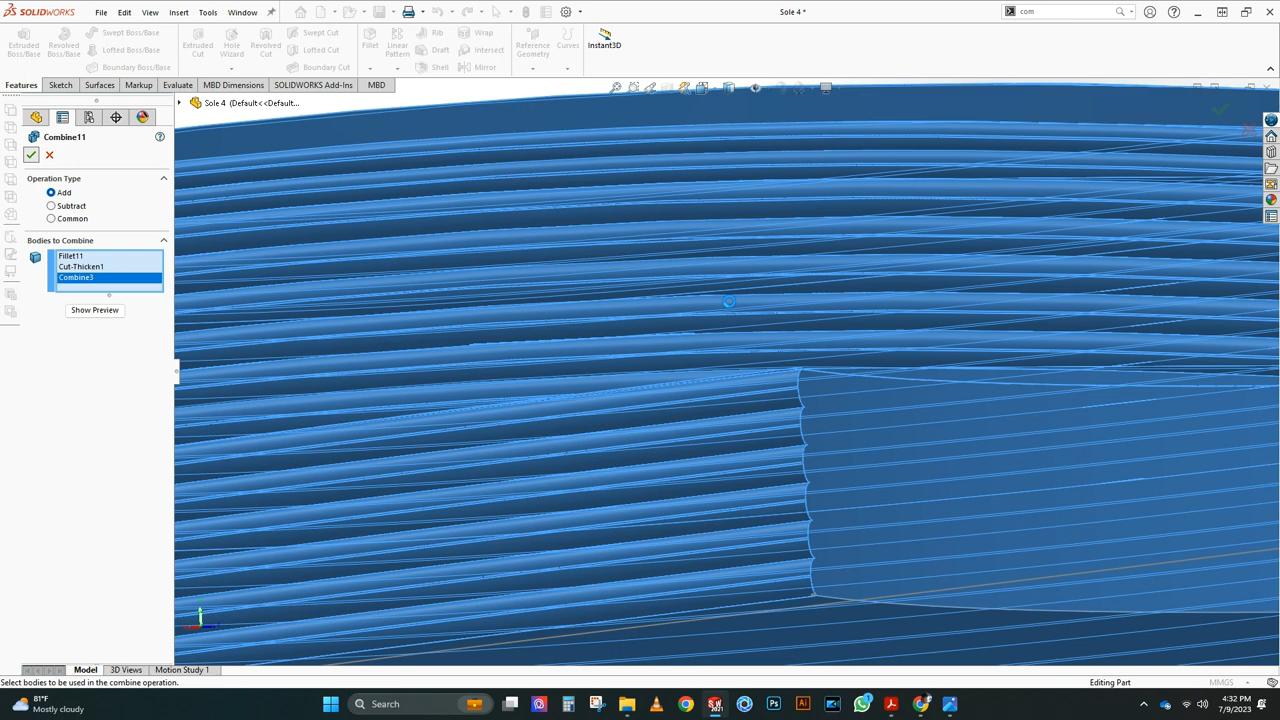 SOLIDWORKS File Edit View Insert Tools Window Sole 4 * com
Extruded Boss/Base
Revolved Boss/Base
Swept Boss/Base
Lofted Boss/Base
Boundary Boss/Base
Extruded Cut
Hole Wizard
Revolved Cut
Swept Cut
Lofted Cut
Boundary Cut
Fillet
Linear Pattern
Rib
Draft
Shell
Wrap
Intersect
Mirror
Reference Geometry
Curves
Instant3D
Features Sketch Markup Surfaces Evaluate MBD Dimensions SOLIDWORKS Add-Ins MBD
Sole 4 (Default<<Default...
Combine11
Operation Type
Add
Subtract
Common
Bodies to Combine
Fillet11
Cut-Thicken1
Combine3
Show Preview
Model 3D Views Motion Study 1
Select bodies to be used in the combine operation. Editing Part MMGS
81°F
Mostly cloudy
Search
4:32 PM
7/9/2023